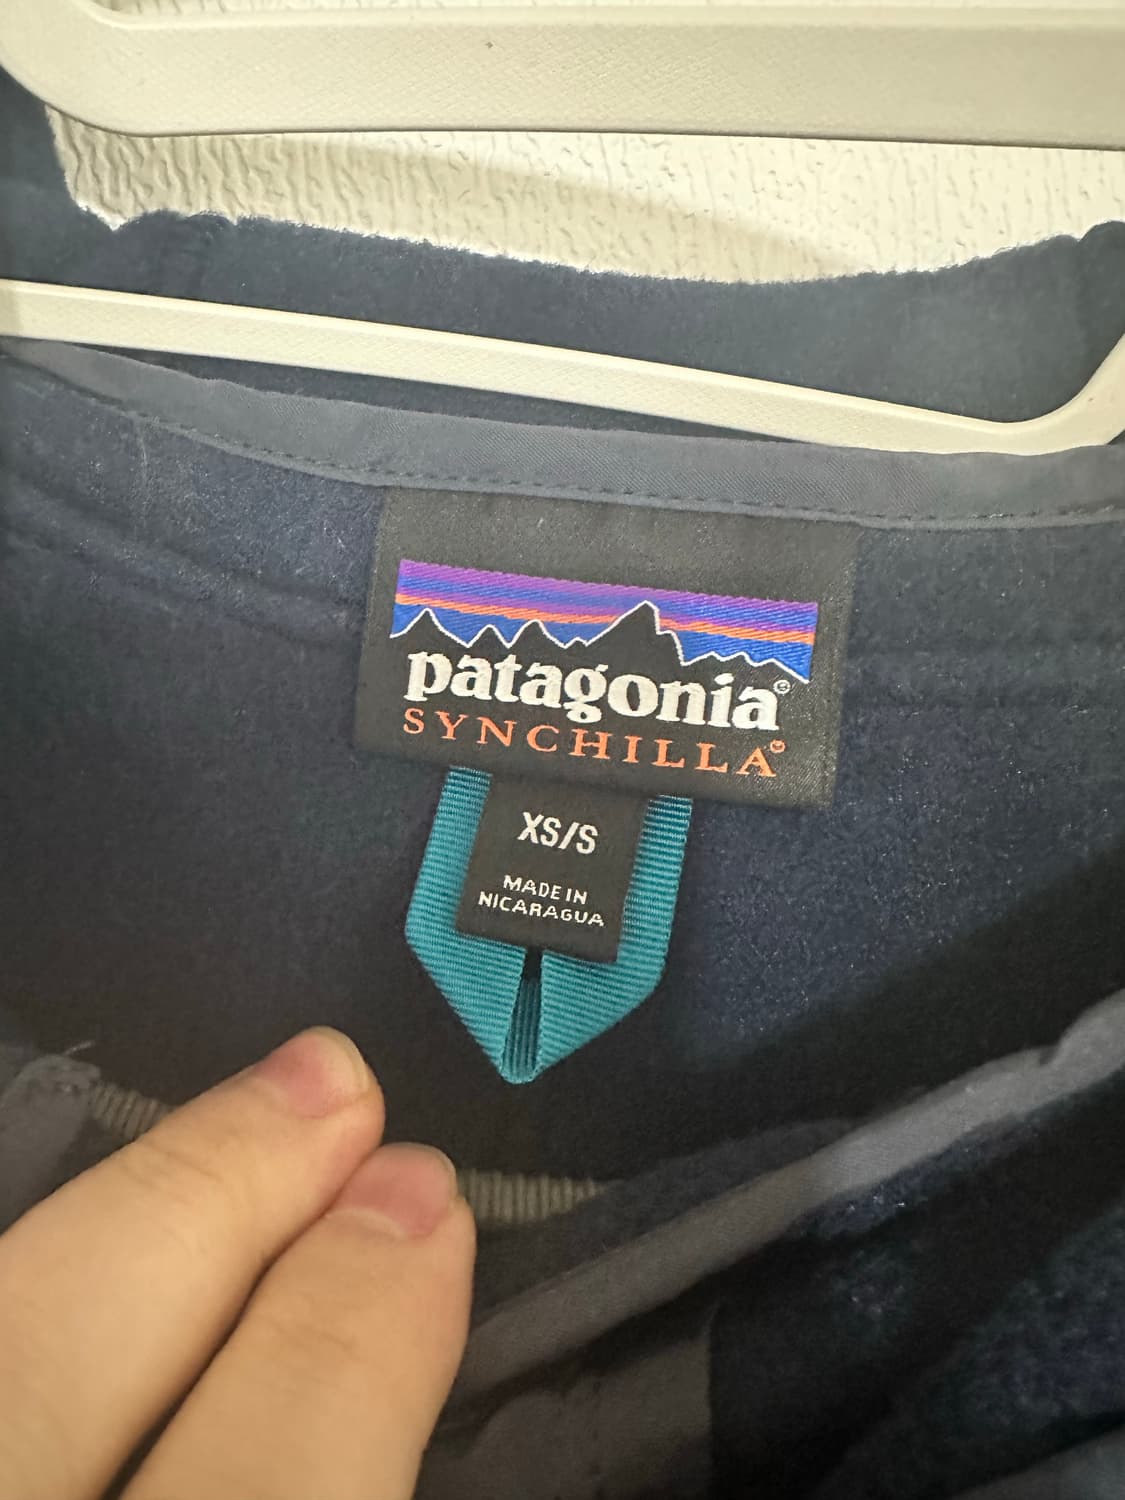 patagonia®
SYNCHILLA®
XS/S
MADE IN
NICARAGUA